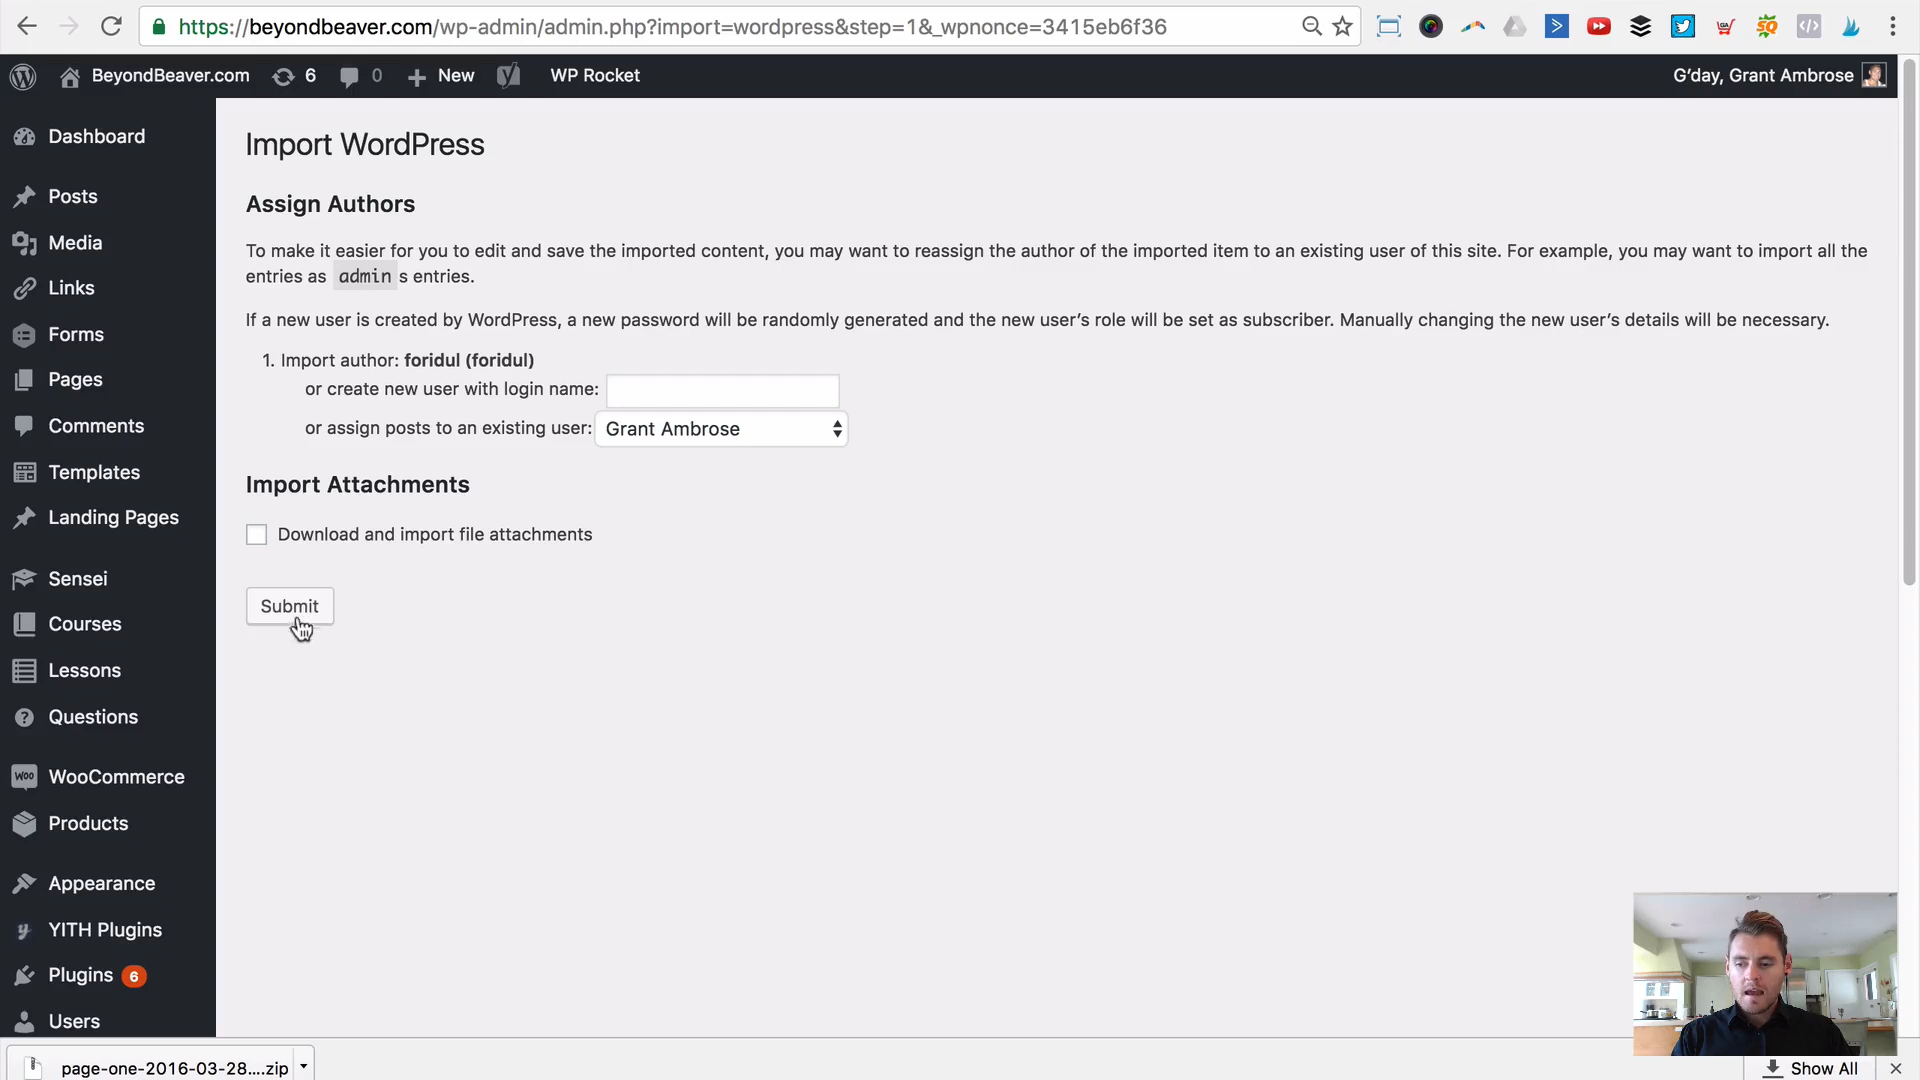 https://beyondbeaver.com/wp-admin/admin.php?import=wordpress&step=1&_wpnonce=3415eb6f36
BeyondBeaver.com 6 0 New WP Rocket G'day, Grant Ambrose
Dashboard
Posts
Media
Links
Forms
Pages
Comments
Templates
Landing Pages
Sensei
Courses
Lessons
Questions
WooCommerce
Products
Appearance
YITH Plugins
Plugins 6
Users
Import WordPress
Assign Authors
To make it easier for you to edit and save the imported content, you may want to reassign the author of the imported item to an existing user of this site. For example, you may want to import all the
entries as admin s entries.
If a new user is created by WordPress, a new password will be randomly generated and the new user's role will be set as subscriber. Manually changing the new user's details will be necessary.
1. Import author: foridul (foridul)
or create new user with login name:
or assign posts to an existing user: Grant Ambrose
Import Attachments
Download and import file attachments
Submit
page-one-2016-03-28....zip
Show All